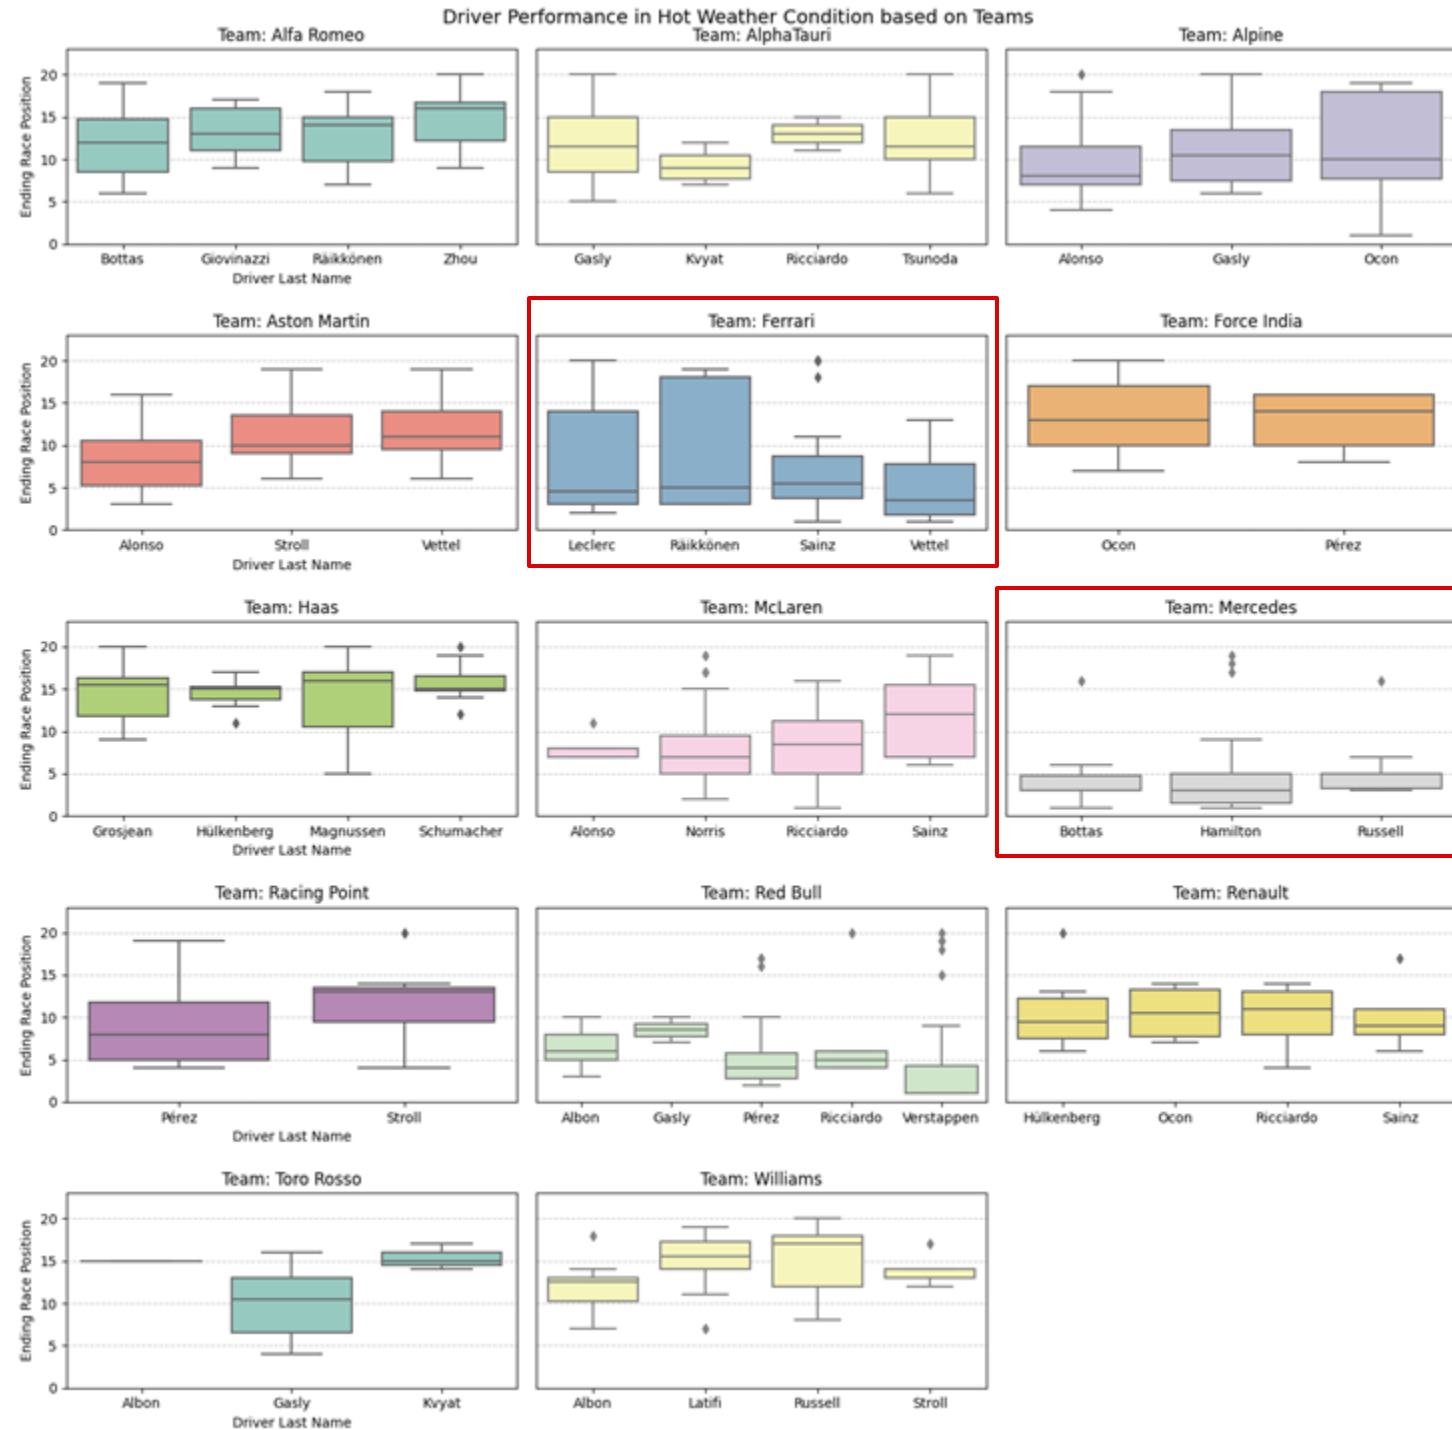 Driver Performance in Hot Weather Condition based on Teams
Team: Alfa Romeo
Team: AlphaTauri
Team: Alpine
Ending Race Position
20
15
10
5
0
Bottas Giovinazzi Räikkönen Zhou
Driver Last Name
Gasly Kvyat Ricciardo Tsunoda
Alonso Gasly Ocon
Team: Aston Martin
Team: Ferrari
Team: Force India
Ending Race Position
20
15
10
5
0
Alonso Stroll Vettel
Driver Last Name
Leclerc Räikkönen Sainz Vettel
Ocon Pérez
Team: Haas
Team: McLaren
Team: Mercedes
Ending Race Position
20
15
10
5
0
Grosjean Hülkenberg Magnussen Schumacher
Driver Last Name
Alonso Norris Ricciardo Sainz
Bottas Hamilton Russell
Team: Racing Point
Team: Red Bull
Team: Renault
Ending Race Position
20
15
10
5
0
Pérez Stroll
Driver Last Name
Albon Gasly Pérez Ricciardo Verstappen
Hülkenberg Ocon Ricciardo Sainz
Team: Toro Rosso
Team: Williams
Ending Race Position
20
15
10
5
0
Albon Gasly Kvyat
Driver Last Name
Albon Latifi Russell Stroll